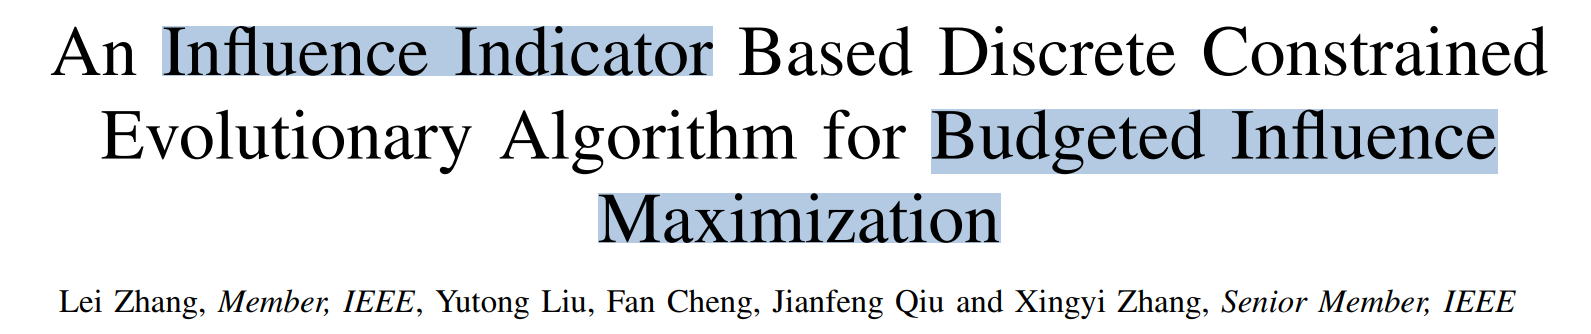 An Influence Indicator Based Discrete Constrained
Evolutionary Algorithm for Budgeted Influence
Maximization
Lei Zhang, Member, IEEE, Yutong Liu, Fan Cheng, Jianfeng Qiu and Xingyi Zhang, Senior Member, IEEE